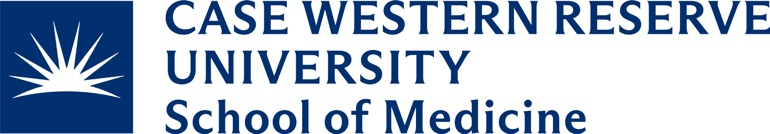 CASE WESTERN RESERVE
UNIVERSITY
School of Medicine